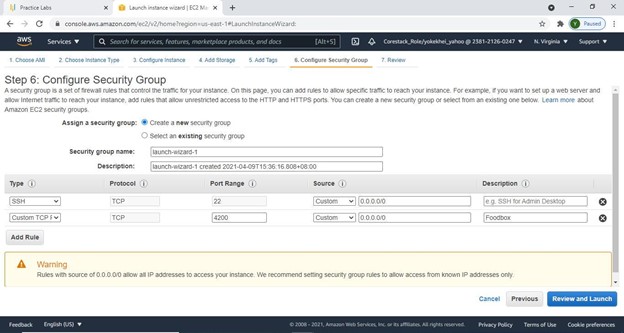 Practice Labs
Launch instance wizard | EC2 Ma
console.aws.amazon.com/ec2/v2/home?region=us-east-1#LaunchInstanceWizard:
Paused
aws
Services
Search for services, features, marketplace products, and docs
[Alt+S]
Corestack_Role/yokekhei_yahoo @ 2381-2126-0247
N. Virginia
Support
1. Choose AMI
2. Choose Instance Type
3. Configure Instance
4. Add Storage
5. Add Tags
6. Configure Security Group
7. Review
Step 6: Configure Security Group
A security group is a set of firewall rules that control the traffic for your instance. On this page, you can add rules to allow specific traffic to reach your instance. For example, if you want to set up a web server and
allow Internet traffic to reach your instance, add rules that allow unrestricted access to the HTTP and HTTPS ports. You can create a new security group or select from an existing one below. Learn more about
Amazon EC2 security groups.
Assign a security group:
Create a new security group
Select an existing security group
Security group name:
launch-wizard-1
Description:
launch-wizard-1 created 2021-04-09T15:36:16.808+08:00
Type
Protocol
Port Range
Source
Description
SSH
TCP
22
Custom
0.0.0.0/0
e.g. SSH for Admin Desktop
Custom TCP
TCP
4200
Custom
0.0.0.0/0
Foodbox
Add Rule
Warning
Rules with source of 0.0.0.0/0 allow all IP addresses to access your instance. We recommend setting security group rules to allow access from known IP addresses only.
Cancel
Previous
Review and Launch
Feedback
English (US)
© 2008 - 2021, Amazon Web Services, Inc. or its affiliates. All rights reserved.
Privacy Policy
Terms of Use
Cookie preferences